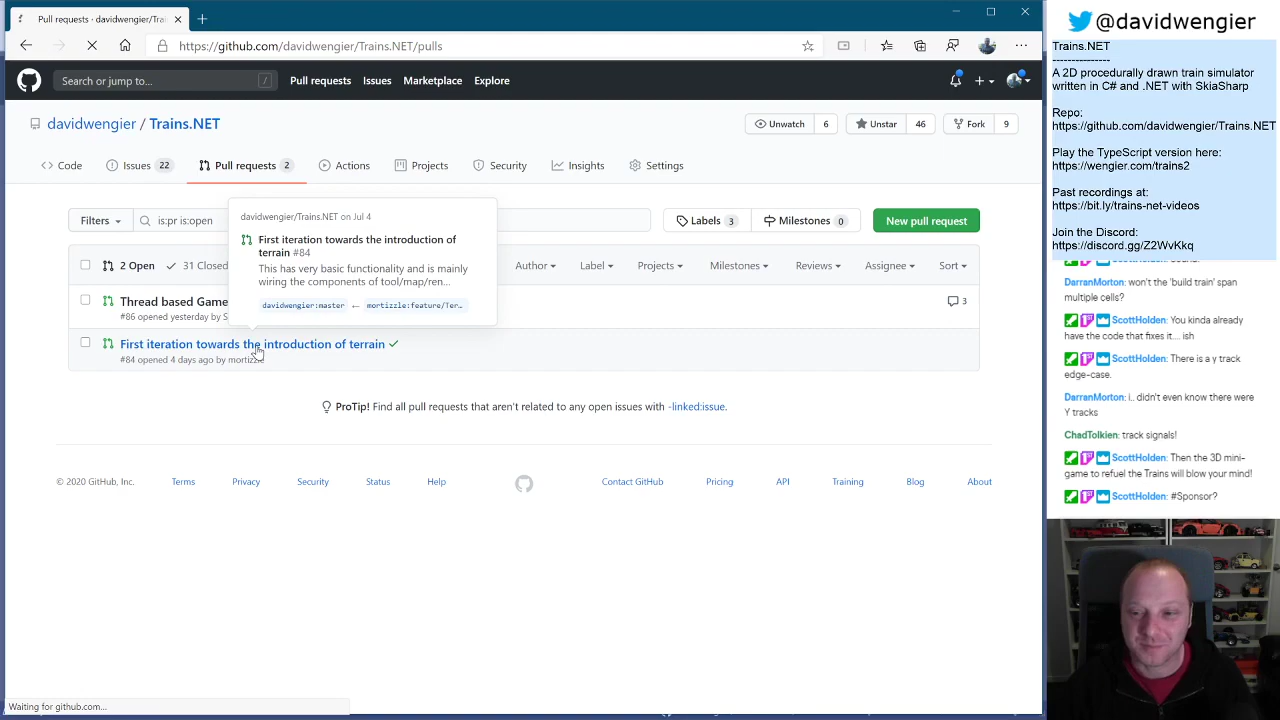 Pull requests · davidwengier/Trai
https://github.com/davidwengier/Trains.NET/pulls
Search or jump to...
/
Pull requests
Issues
Marketplace
Explore
davidwengier / Trains.NET
Unwatch 6
Unstar 46
Fork 9
Code
Issues 22
Pull requests 2
Actions
Projects
Security
Insights
Settings
Filters
is:pr is:open
Labels 3
Milestones 0
New pull request
davidwengier/Trains.NET on Jul 4
First iteration towards the introduction of
terrain #84
This has very basic functionality and is mainly
wiring the components of tool/map/ren...
davidwengier:master ← mortizzle:feature/Ter…
2 Open
31 Closed
Author
Label
Projects
Milestones
Reviews
Assignee
Sort
Thread based Game
#86 opened yesterday by S
3
First iteration towards the introduction of terrain
#84 opened 4 days ago by mortizzle
ProTip! Find all pull requests that aren't related to any open issues with -linked:issue.
© 2020 GitHub, Inc.
Terms
Privacy
Security
Status
Help
Contact GitHub
Pricing
API
Training
Blog
About
Waiting for github.com...
@davidwengier
Trains.NET
---------------
A 2D procedurally drawn train simulator
written in C# and .NET with SkiaSharp
Repo:
https://github.com/davidwengier/Trains.NET
Play the TypeScript version here:
https://wengier.com/trains2
Past recordings at:
https://bit.ly/trains-net-videos
Join the Discord:
https://discord.gg/Z2WvKkq
DarranMorton: won't the 'build train' span
multiple cells?
ScottHolden: You kinda already
have the code that fixes it.... ish
ScottHolden: There is a y track
edge-case.
DarranMorton: i.. didn't even know there were
Y tracks
ChadTolkien: track signals!
ScottHolden: Then the 3D mini-
game to refuel the Trains will blow your mind!
ScottHolden: #Sponsor?